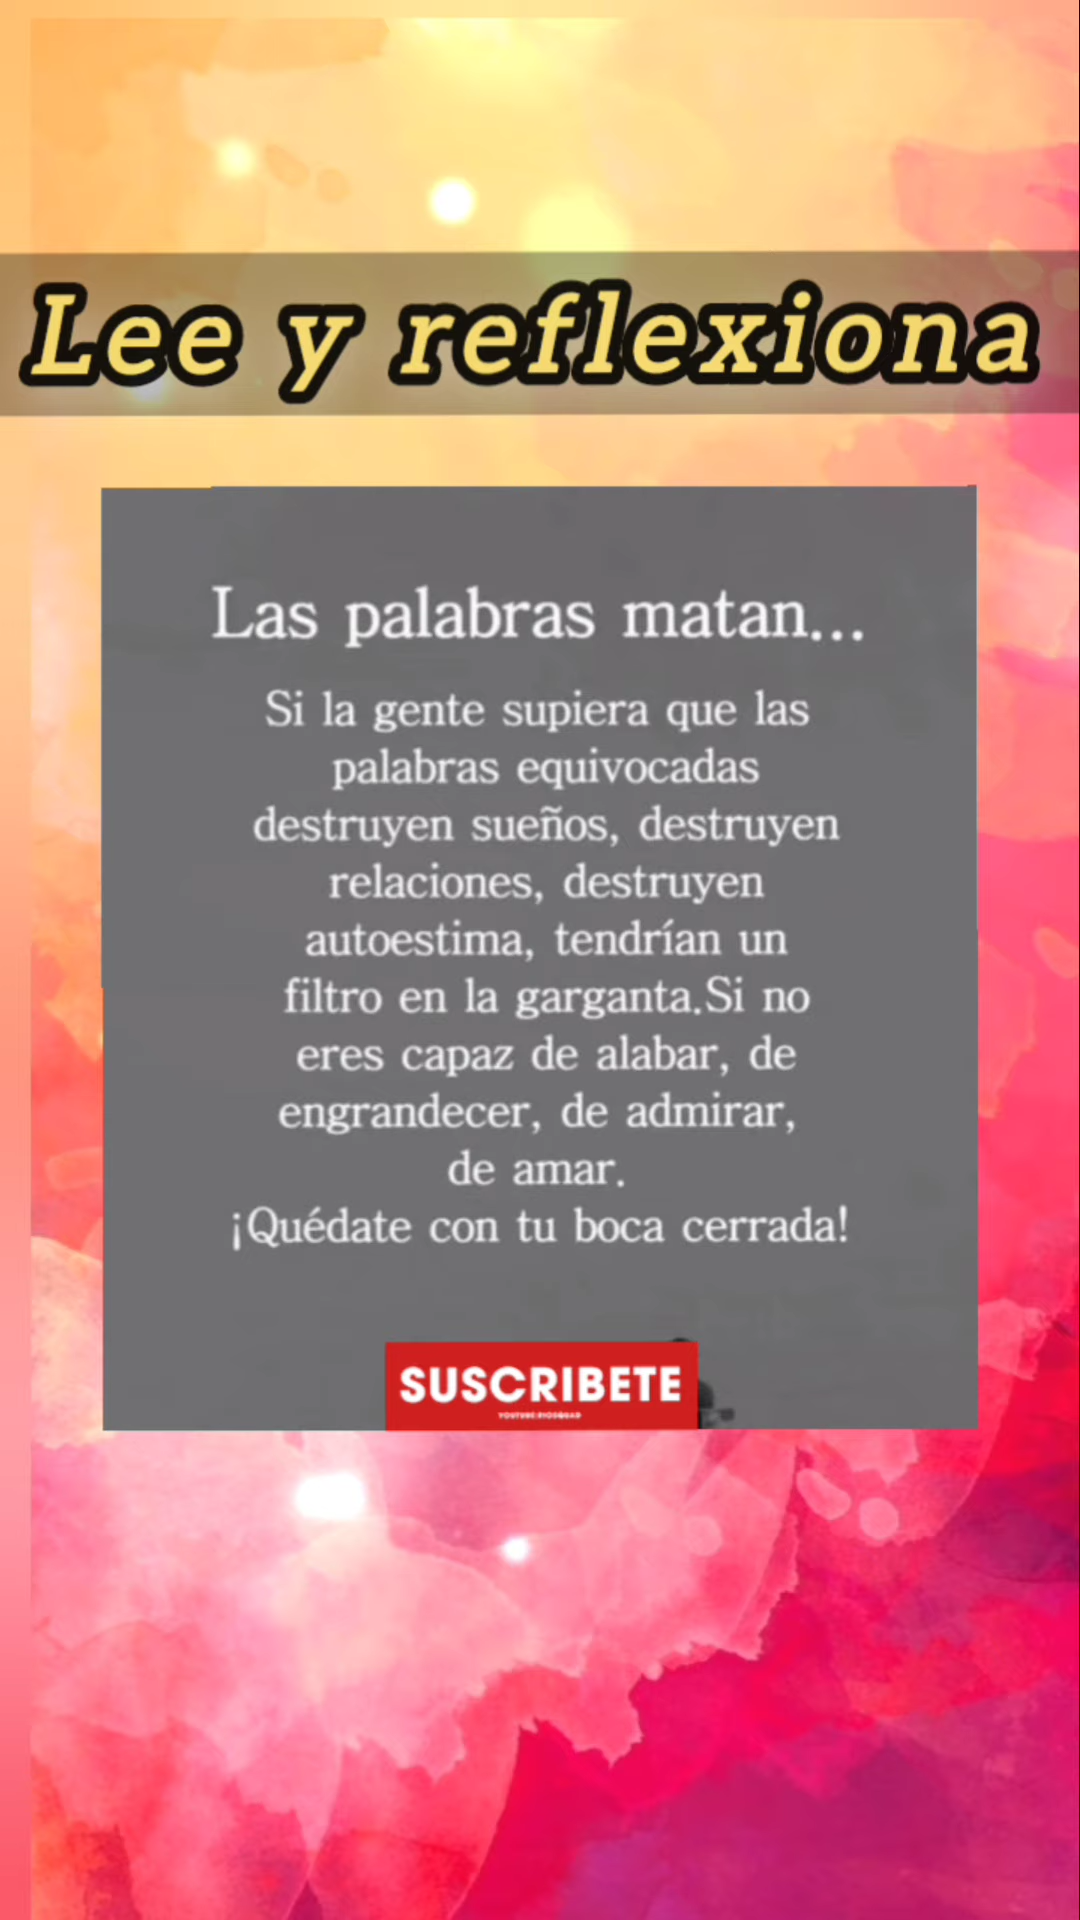 Lee y reflexiona
Las palabras matan...
Si la gente supiera que las
palabras equivocadas
destruyen sueños, destruyen
relaciones, destruyen
autoestima, tendrían un
filtro en la garganta.Si no
eres capaz de alabar, de
engrandecer, de admirar,
de amar.
¡Quédate con tu boca cerrada!
SUSCRIBETE